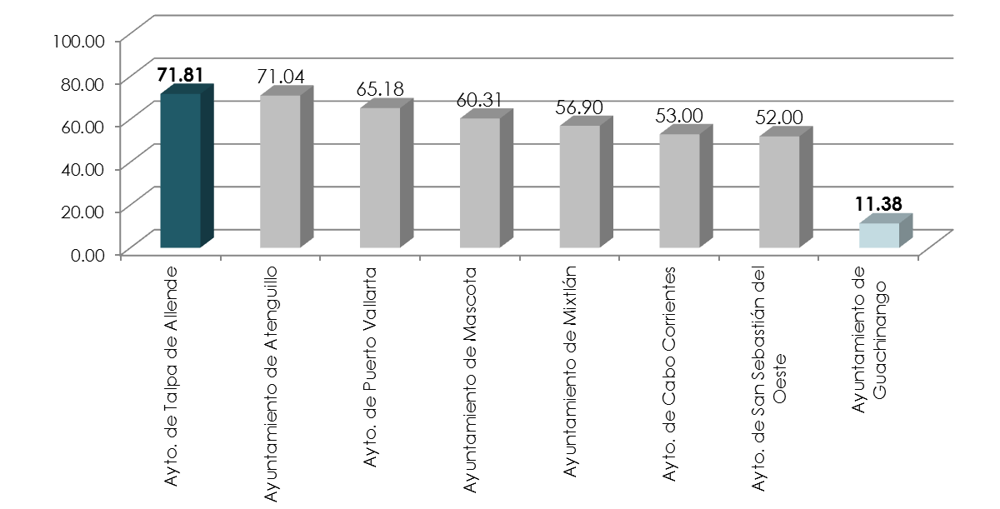 100.00
80.00
60.00
40.00
20.00
0.00
71.81
71.04
65.18
60.31
56.90
53.00
52.00
11.38
Ayto. de Talpa de Allende
Ayuntamiento de Atenguillo
Ayto. de Puerto Vallarta
Ayuntamiento de Mascota
Ayuntamiento de Mixtlán
Ayto. de Cabo Corrientes
Ayto. de San Sebastián del
Oeste
Ayuntamiento de
Guachinango